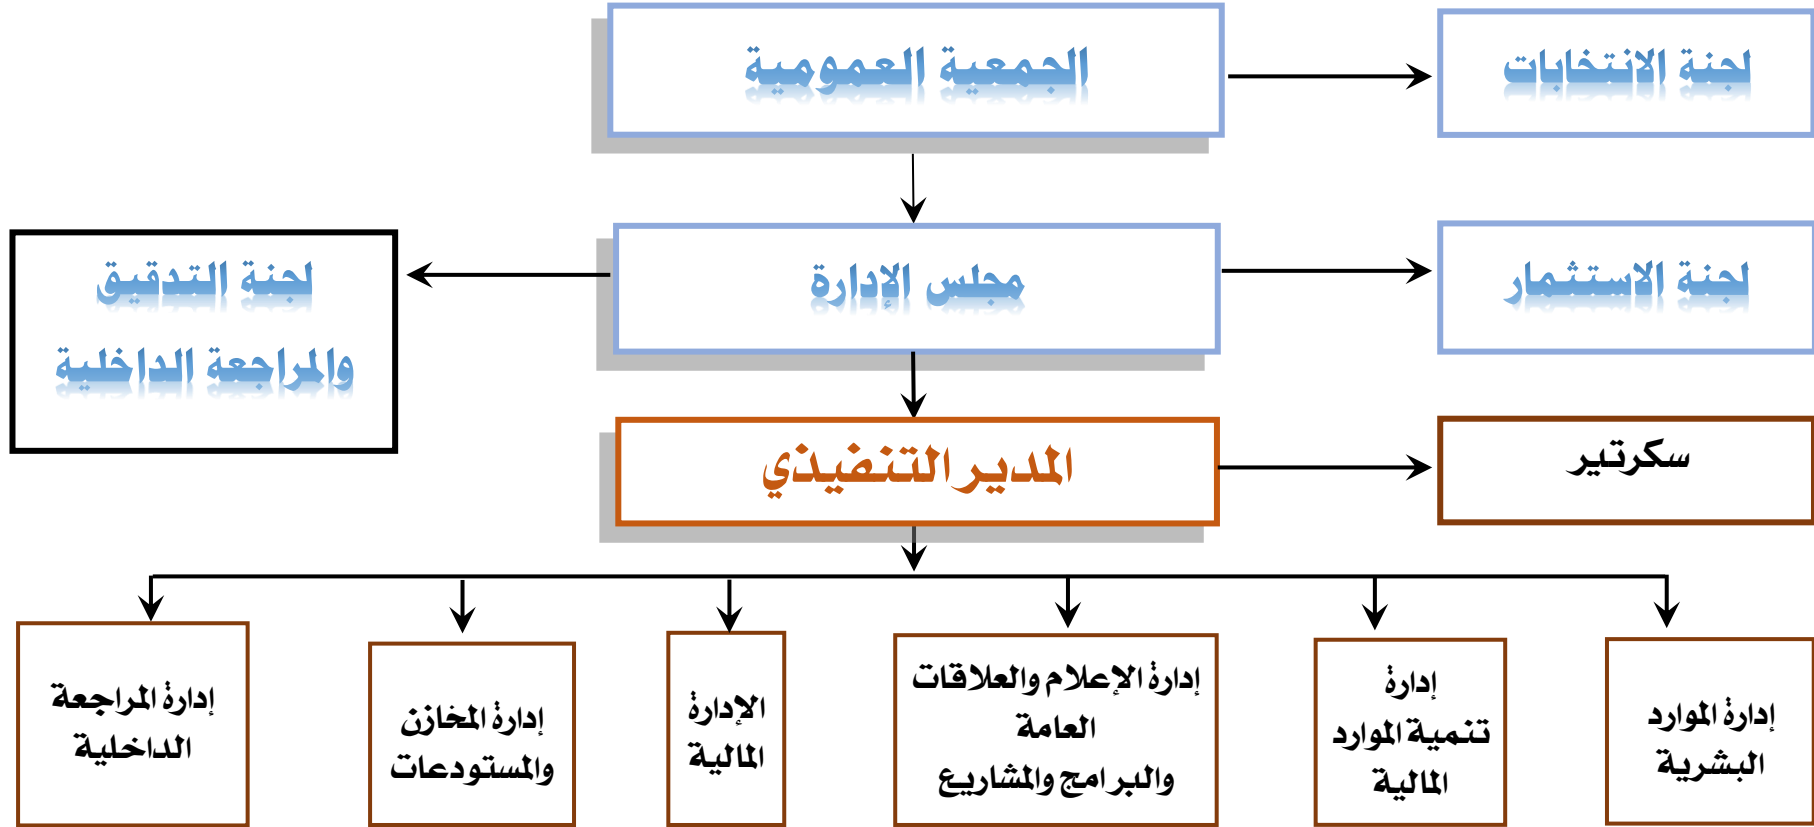 الجمعية العمومية
لجنة الانتخابات
مجلس الإدارة
لجنة الاستثمار
لجنة التدقيق
والمراجعة الداخلية
المدير التنفيذي
سكرتير
إدارة الموارد
البشرية
إدارة
تنمية الموارد
المالية
إدارة الإعلام والعلاقات
العامة
والبرامج والمشاريع
الإدارة
المالية
إدارة المخازن
والمستودعات
إدارة المراجعة
الداخلية